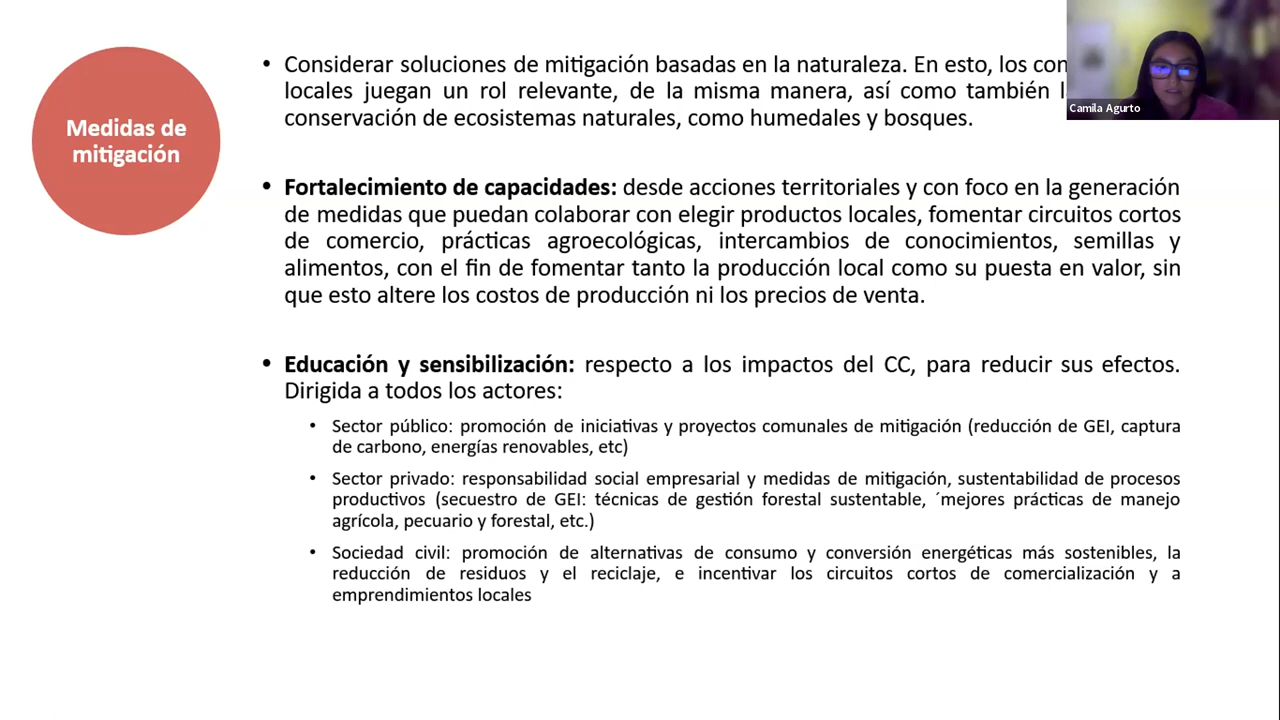 Medidas de
mitigación
• Considerar soluciones de mitigación basadas en la naturaleza. En esto, los
locales juegan un rol relevante, de la misma manera, así como también
conservación de ecosistemas naturales, como humedales y bosques.
Camila Agurto
• Fortalecimiento de capacidades: desde acciones territoriales y con foco en la generación
de medidas que puedan colaborar con elegir productos locales, fomentar circuitos cortos
de comercio, prácticas agroecológicas, intercambios de conocimientos, semillas y
alimentos, con el fin de fomentar tanto la producción local como su puesta en valor, sin
que esto altere los costos de producción ni los precios de venta.
• Educación y sensibilización: respecto a los impactos del CC, para reducir sus efectos.
Dirigida a todos los actores:
• Sector público: promoción de iniciativas y proyectos comunales de mitigación (reducción de GEI, captura
de carbono, energías renovables, etc)
• Sector privado: responsabilidad social empresarial y medidas de mitigación, sustentabilidad de procesos
productivos (secuestro de GEI: técnicas de gestión forestal sustentable, ´mejores prácticas de manejo
agrícola, pecuario y forestal, etc.)
• Sociedad civil: promoción de alternativas de consumo y conversión energéticas más sostenibles, la
reducción de residuos y el reciclaje, e incentivar los circuitos cortos de comercialización y a
emprendimientos locales